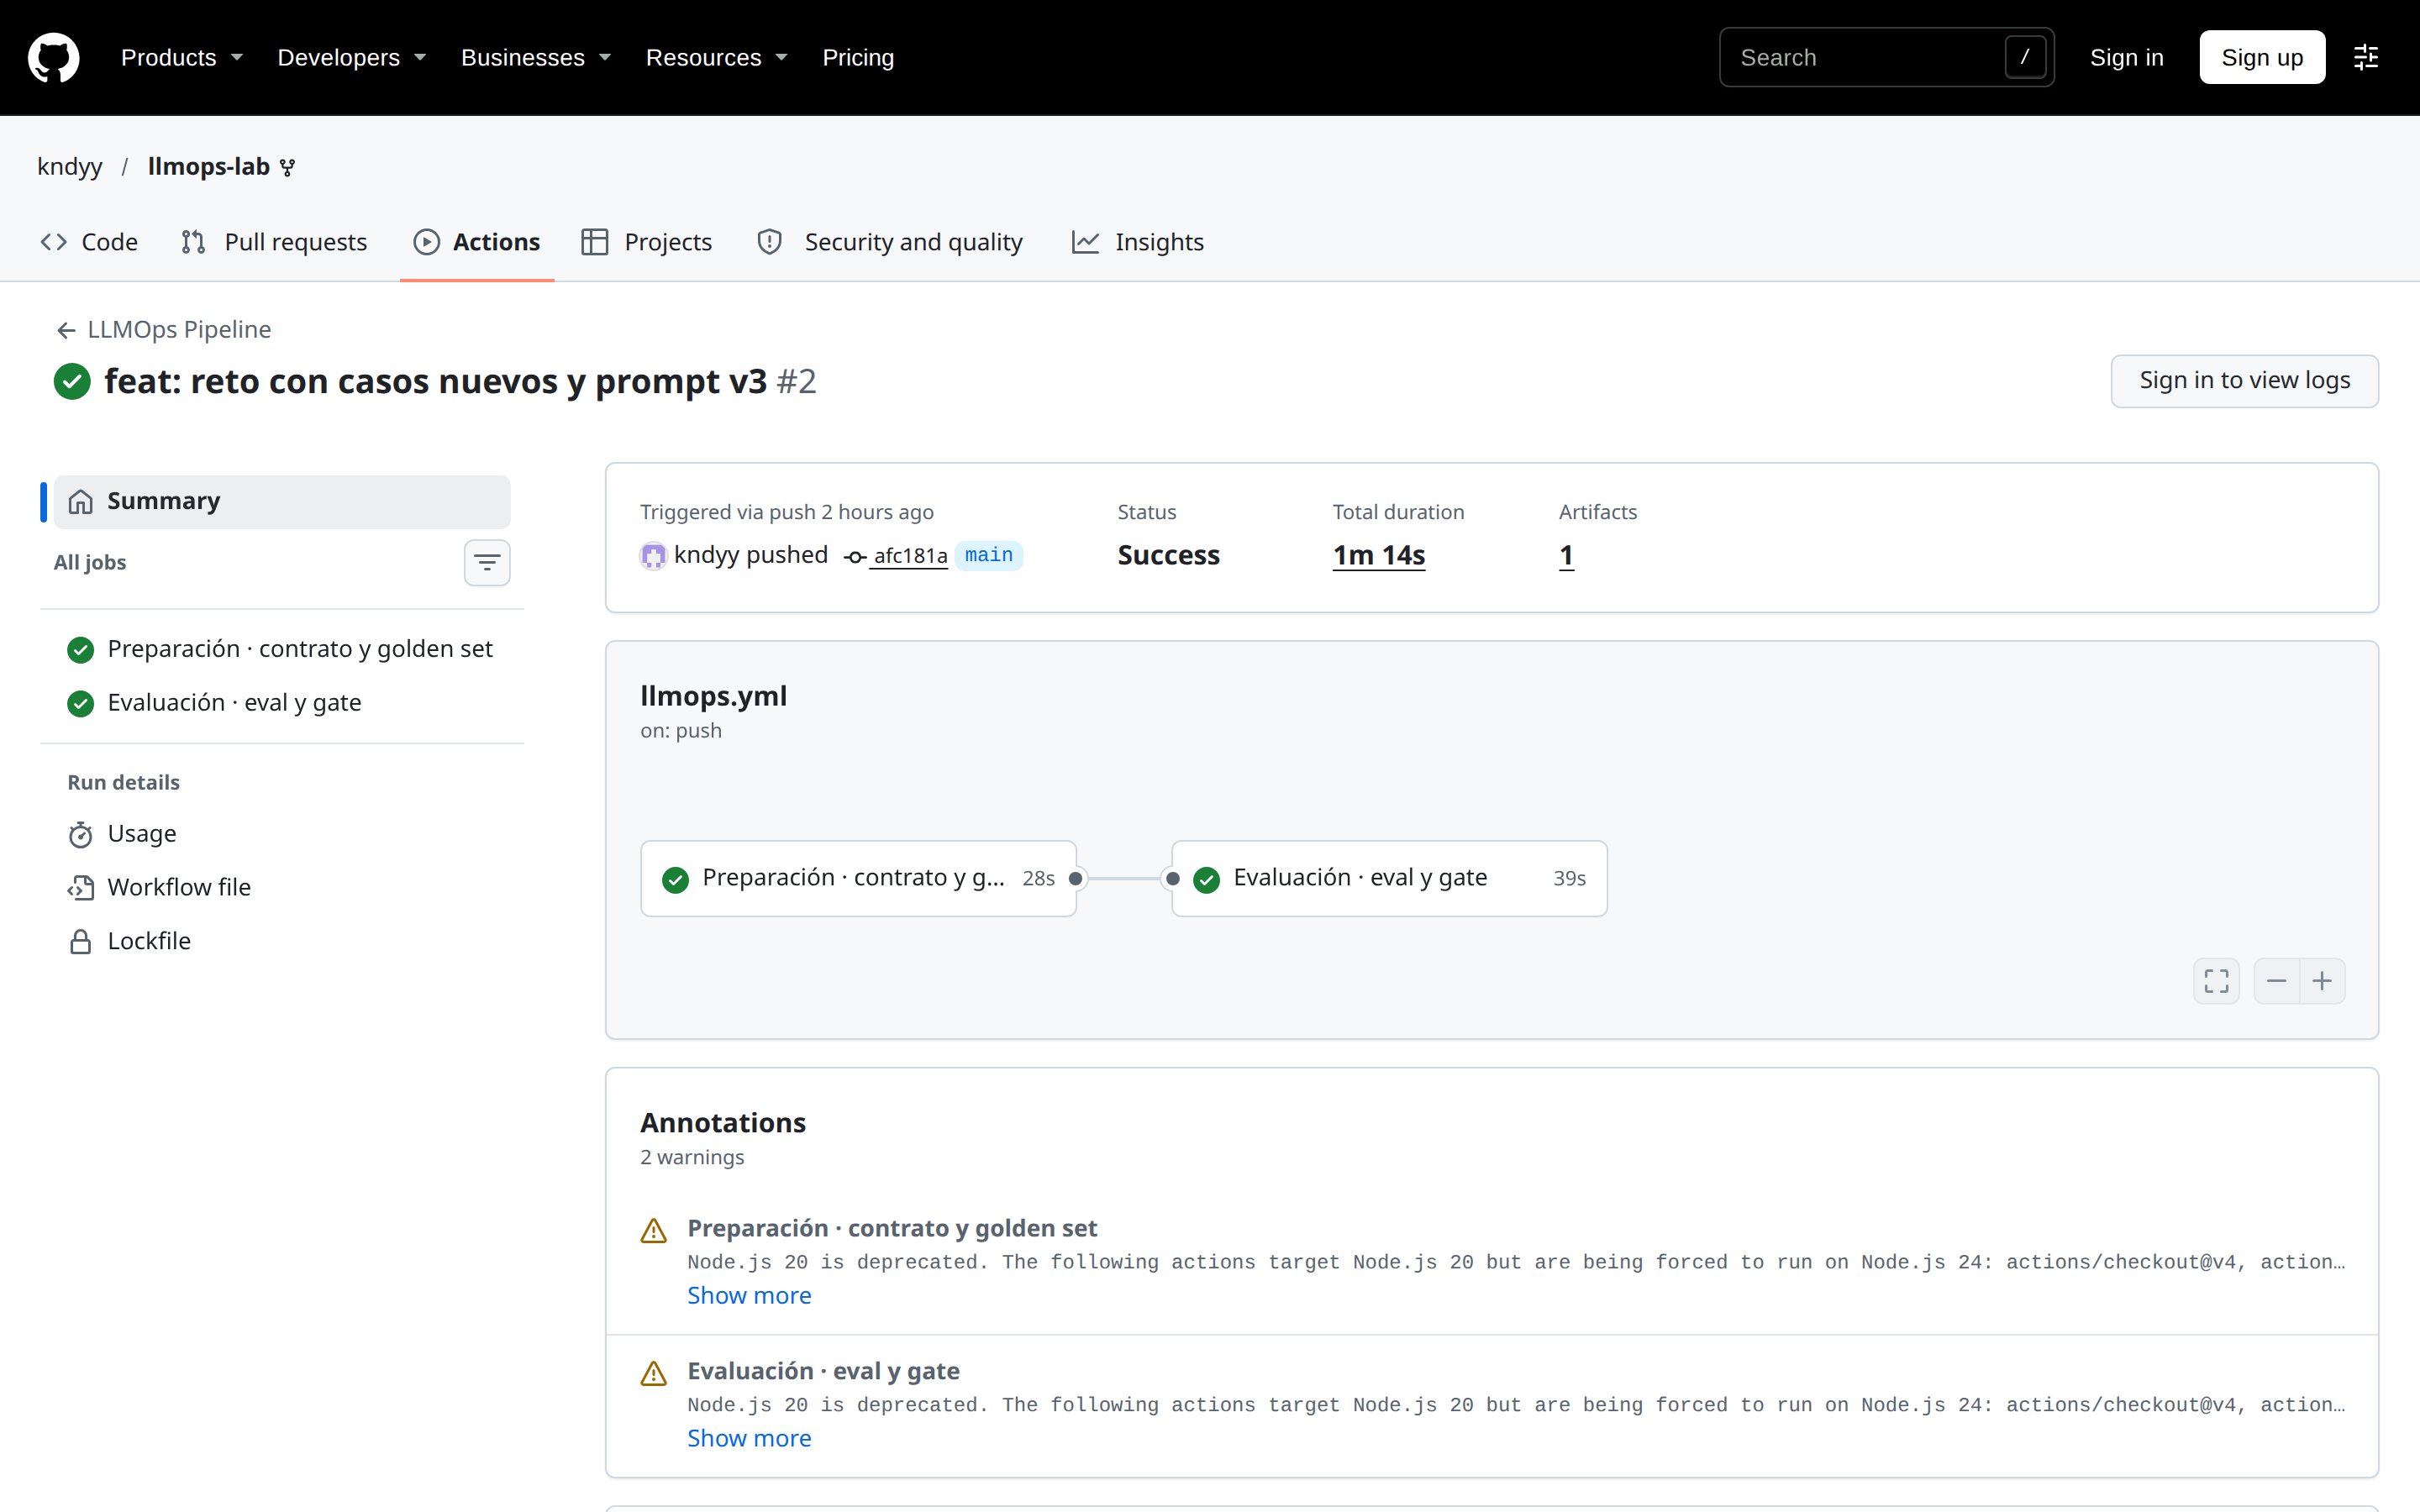 Products Developers Businesses Resources Pricing Search / Sign in Sign up
kndyy / llmops-lab
Code Pull requests Actions Projects Security and quality Insights
LLMOps Pipeline
feat: reto con casos nuevos y prompt v3 #2
Sign in to view logs
Summary
All jobs
Preparación · contrato y golden set
Evaluación · eval y gate
Run details
Usage
Workflow file
Lockfile
Triggered via push 2 hours ago
kndyy pushed afc181a main
Status
Success
Total duration
1m 14s
Artifacts
1
llmops.yml
on: push
Preparación · contrato y g... 28s
Evaluación · eval y gate 39s
Annotations
2 warnings
Preparación · contrato y golden set
Node.js 20 is deprecated. The following actions target Node.js 20 but are being forced to run on Node.js 24: actions/checkout@v4, action…
Show more
Evaluación · eval y gate
Node.js 20 is deprecated. The following actions target Node.js 20 but are being forced to run on Node.js 24: actions/checkout@v4, action…
Show more